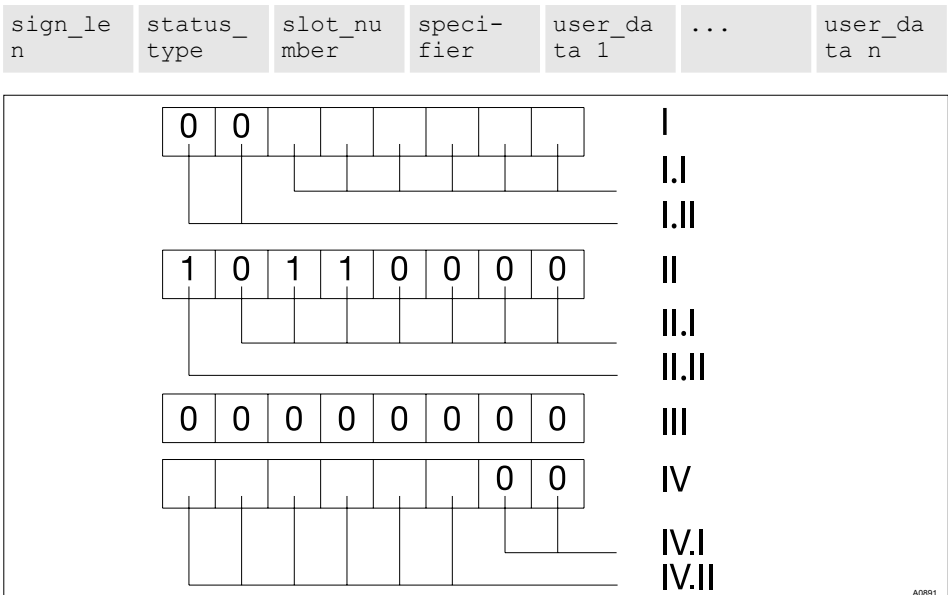 sign_le status_ slot_nu speci- user_da ... user_da
n type mber fier ta 1 ta n
0 0 I
I.I
I.II
1 0 1 1 0 0 0 0 II
II.I
II.II
0 0 0 0 0 0 0 0 III
0 0 IV
IV.I
IV.II
A0891